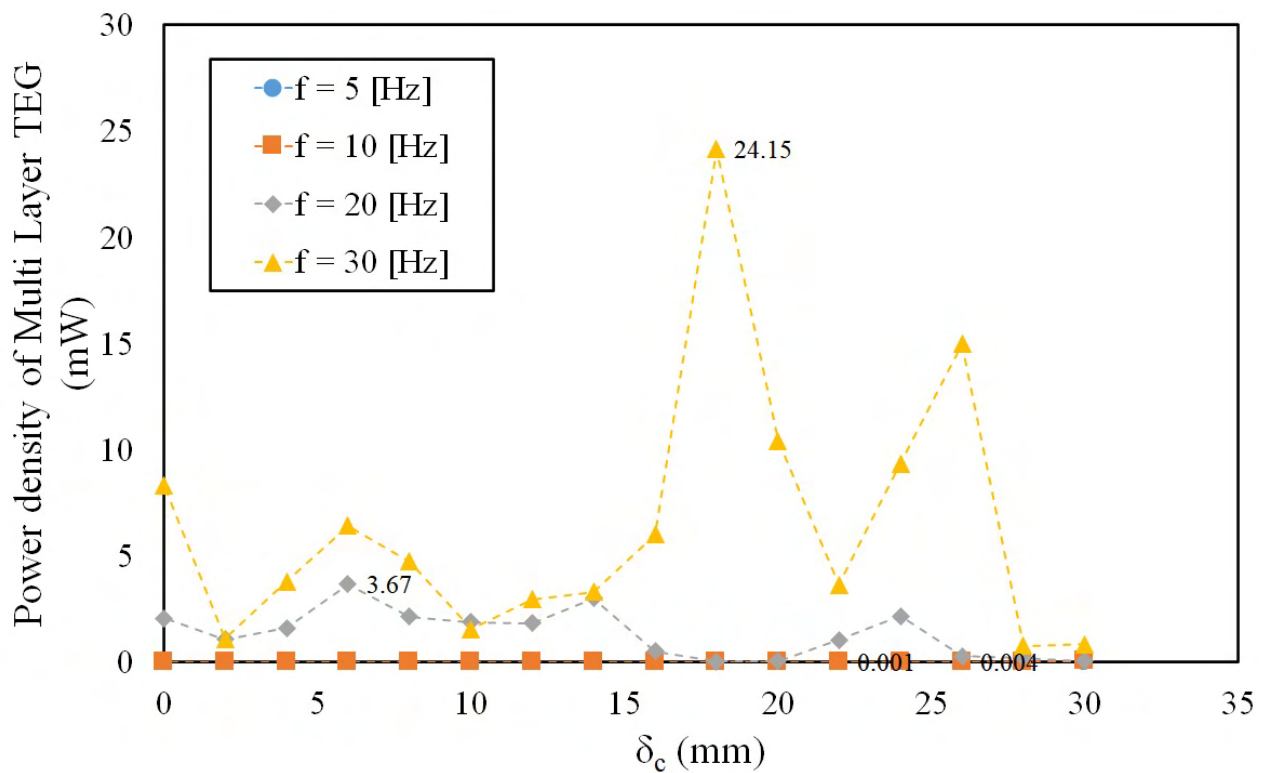 Power density of Multi Layer TEG
(mW)
30
25
20
15
10
5
0
f = 5 [Hz]
f = 10 [Hz]
f = 20 [Hz]
f = 30 [Hz]
24.15
3.67
0.001
0.004
0 5 10 15 20 25 30 35
δc (mm)